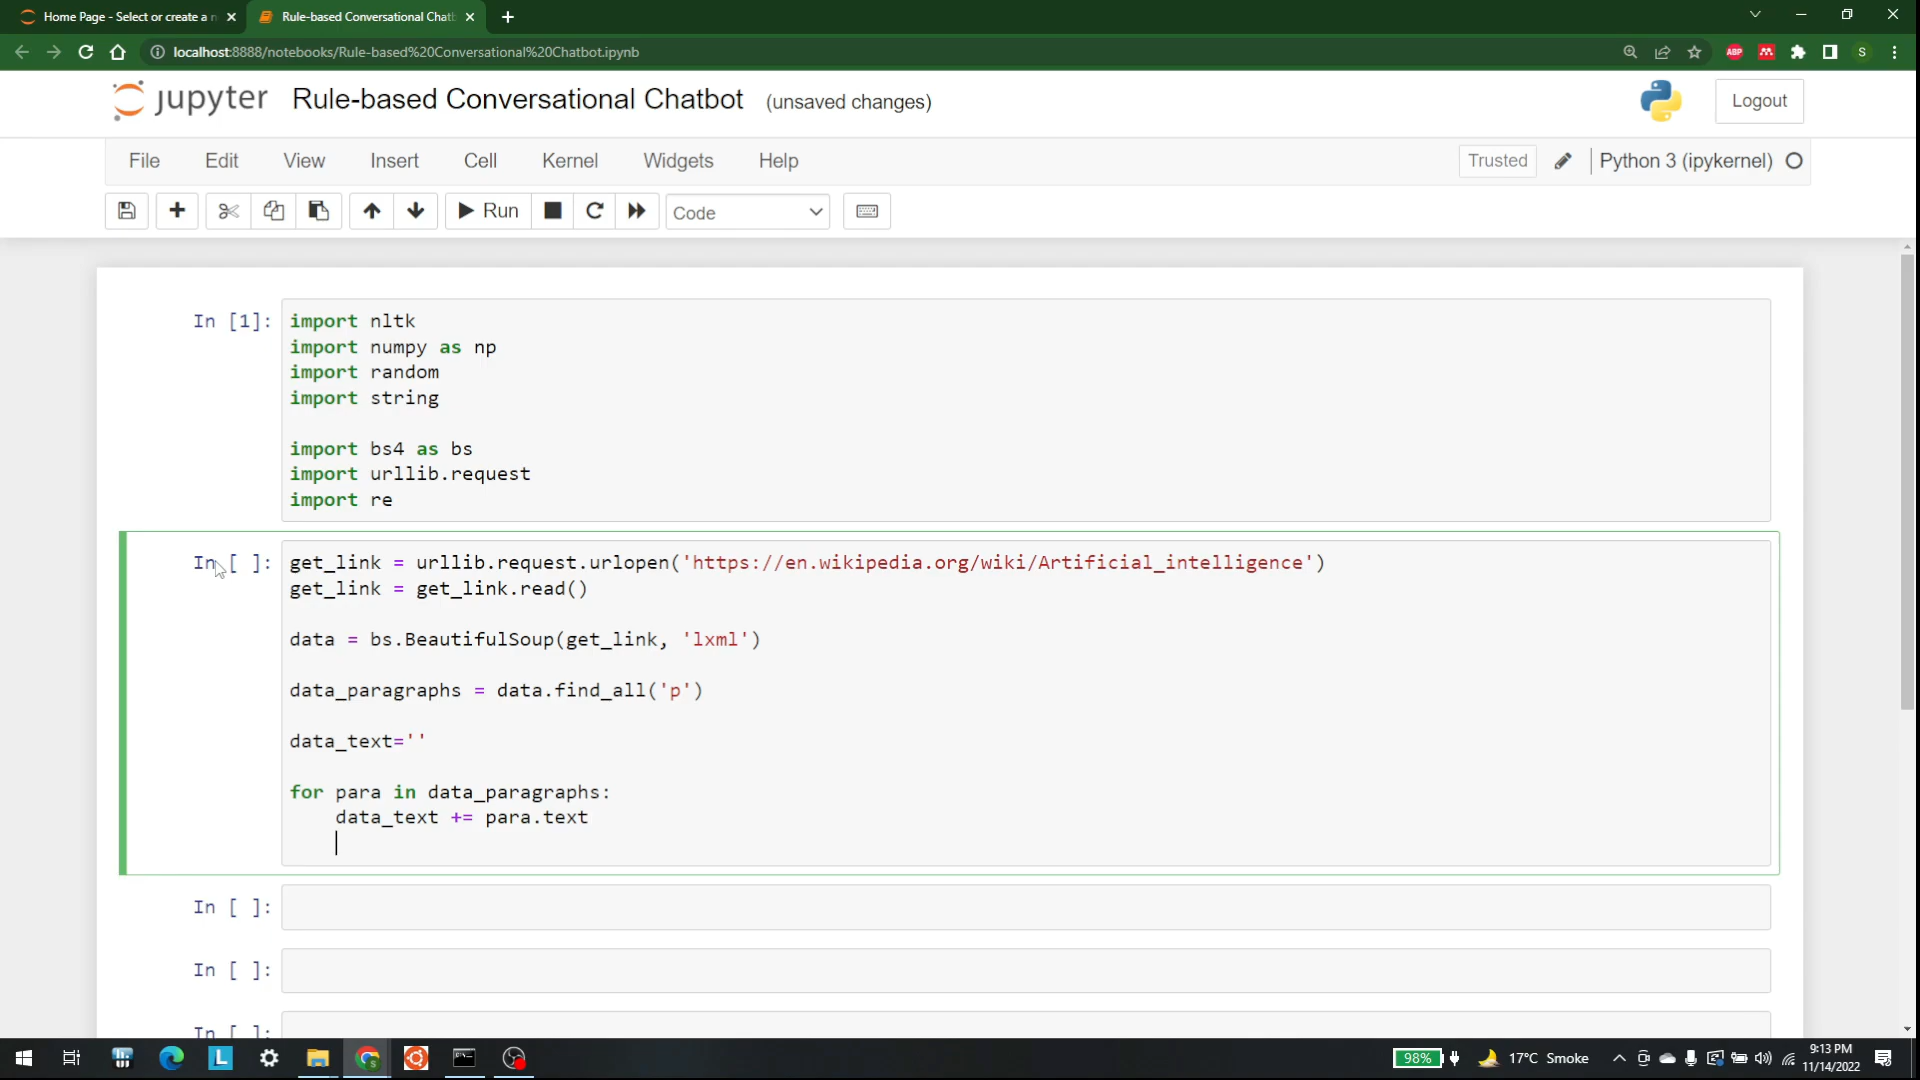 Home Page - Select or create a n
Rule-based Conversational Chatb
localhost:8888/notebooks/Rule-based%20Conversational%20Chatbot.ipynb
ABP
S
jupyter Rule-based Conversational Chatbot (unsaved changes)
Logout
File Edit View Insert Cell Kernel Widgets Help
Trusted
Python 3 (ipykernel)
Run
Code
In [1]:
import nltk
import numpy as np
import random
import string
import bs4 as bs
import urllib.request
import re
In [ ]:
get_link = urllib.request.urlopen('https://en.wikipedia.org/wiki/Artificial_intelligence')
get_link = get_link.read()
data = bs.BeautifulSoup(get_link, 'lxml')
data_paragraphs = data.find_all('p')
data_text=''
for para in data_paragraphs:
    data_text += para.text
In [ ]:
In [ ]:
In [ ]:
L
98%
17°C Smoke
9:13 PM
11/14/2022